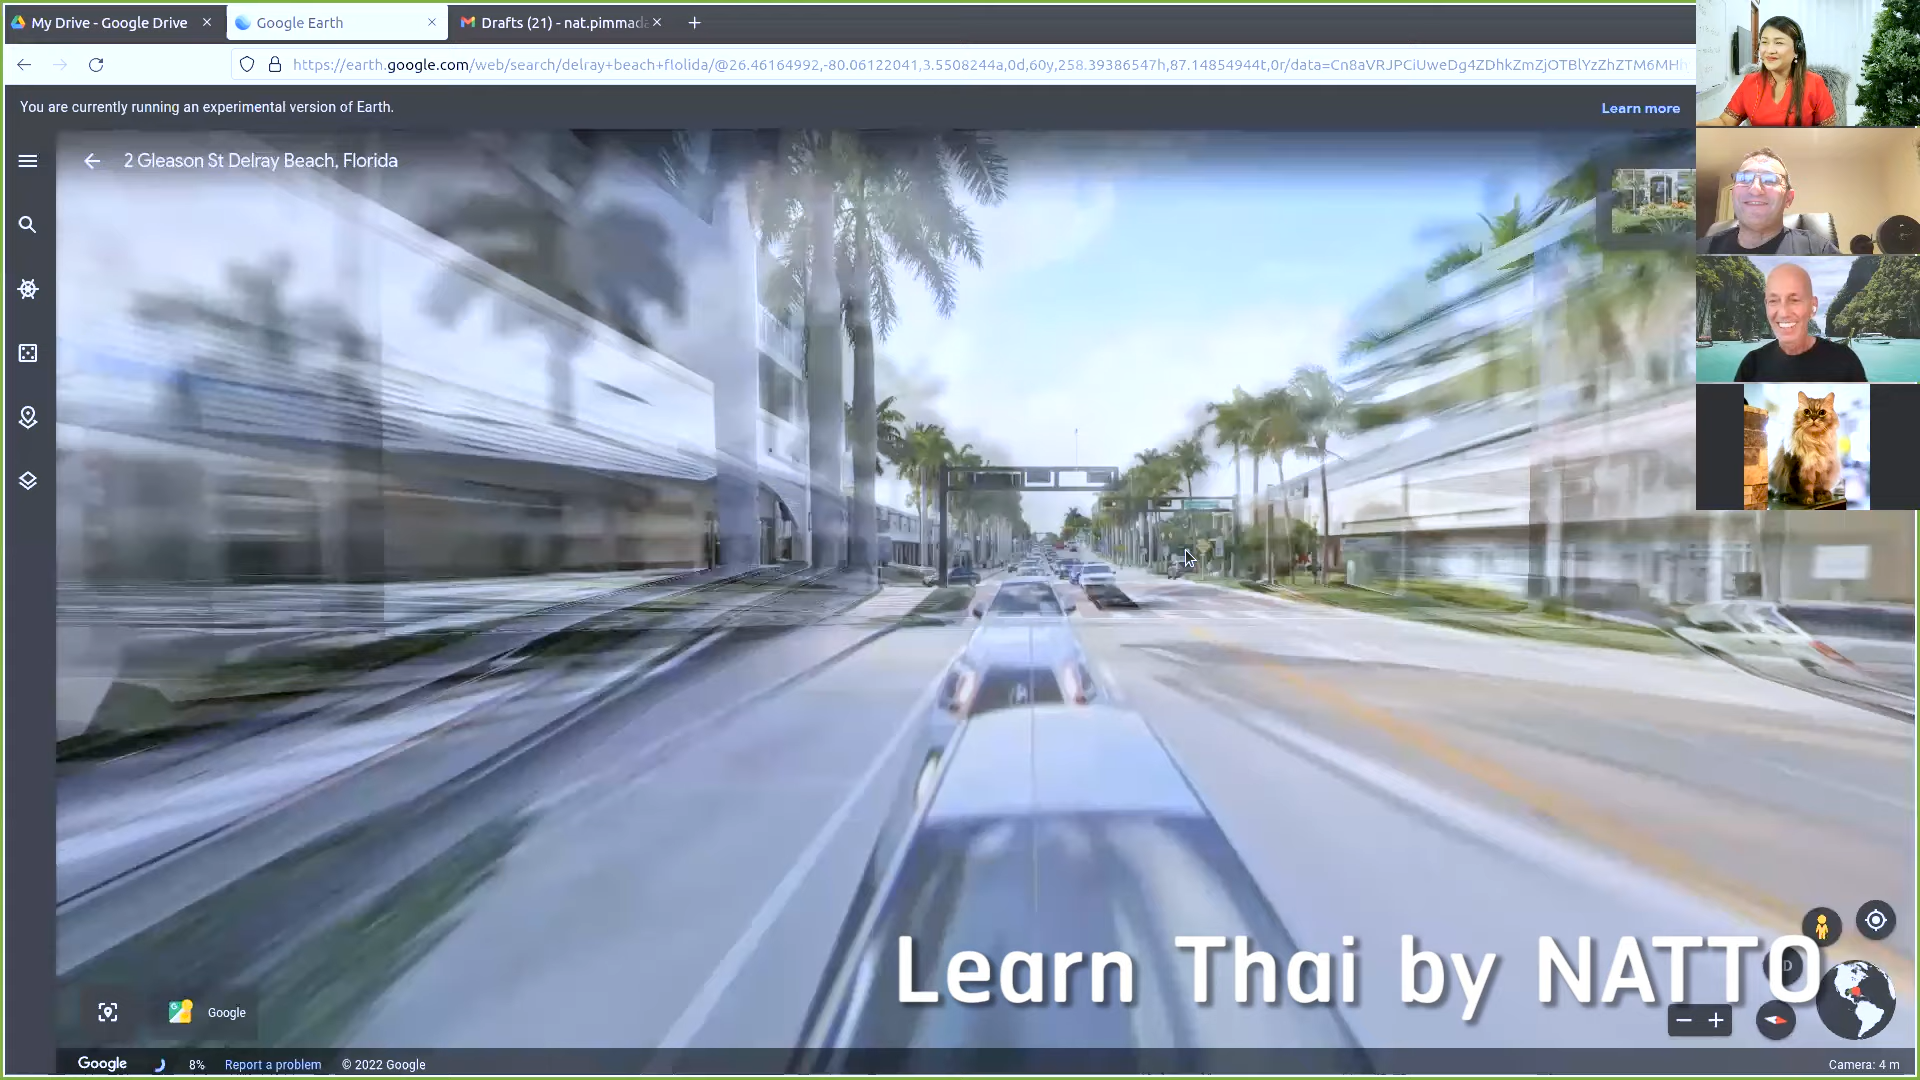 My Drive - Google Drive
Google Earth
Drafts (21) - nat.pimmad
https://earth.google.com/web/search/delray+beach+flolida/@26.46164992,-80.06122041,3.5508244a,0d,60y,258.39386547h,87.14854944t,0r/data=Cn8aVRJPCiUweDg4ZDhkZmZjOTBlYzZhZTM6MH
You are currently running an experimental version of Earth.
Learn more
2 Gleason St Delray Beach, Florida
Learn Thai by NATTO
Google
Google
8%
Report a problem
© 2022 Google
Camera: 4 m